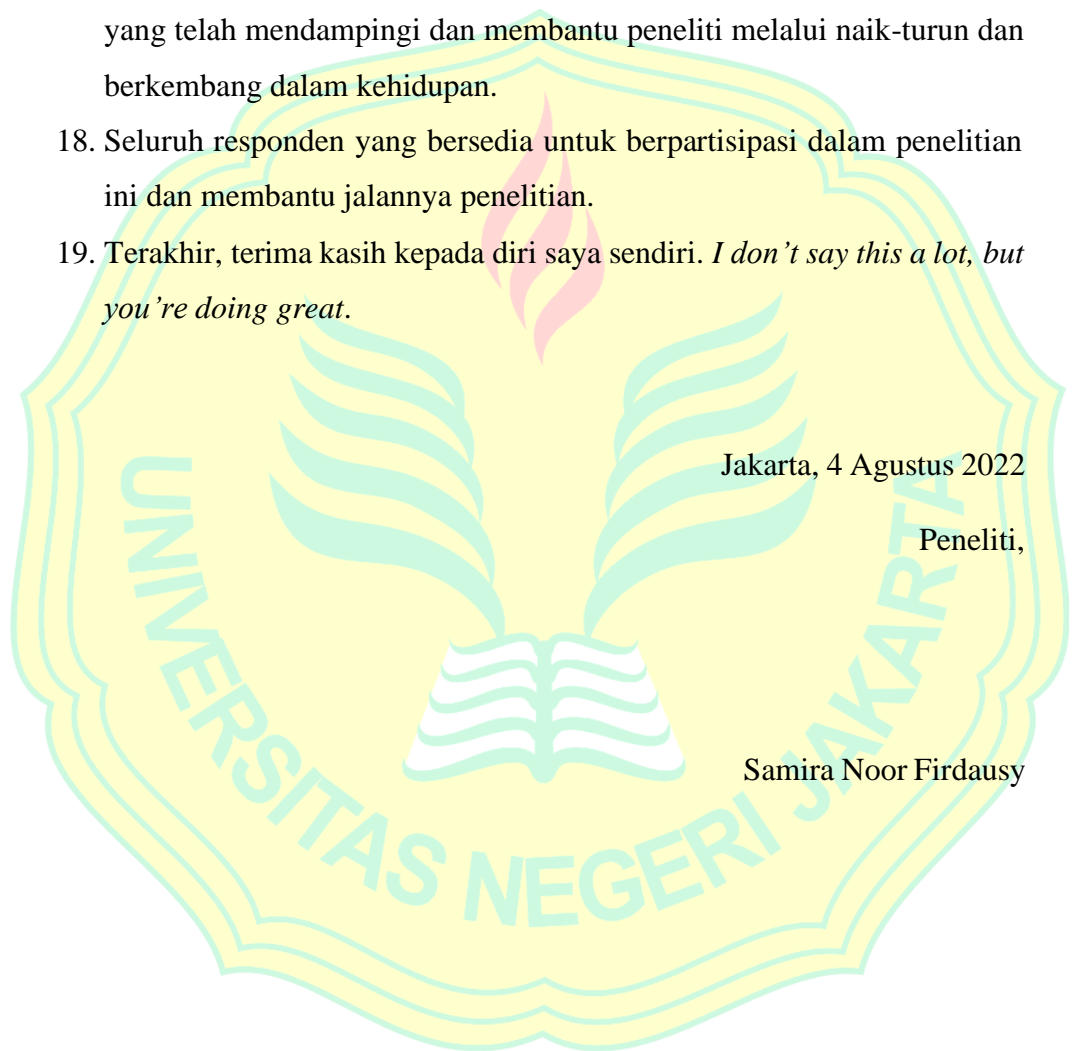 yang telah mendampingi dan membantu peneliti melalui naik-turun dan
berkembang dalam kehidupan.
18. Seluruh responden yang bersedia untuk berpartisipasi dalam penelitian
ini dan membantu jalannya penelitian.
19. Terakhir, terima kasih kepada diri saya sendiri. I don’t say this a lot, but
you’re doing great.
Jakarta, 4 Agustus 2022
Peneliti,
Samira Noor Firdausy
UNIVERSITAS NEGERI JAKARTA